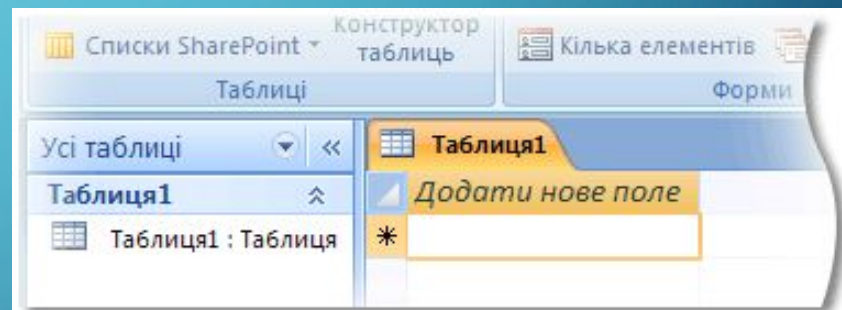 Списки SharePoint
Конструктор
таблиць
Кілька елементів
Таблиці
Форми
Усі таблиці
«
Таблиця1
Таблиця1
Додати нове поле
Таблиця1 : Таблиця
*